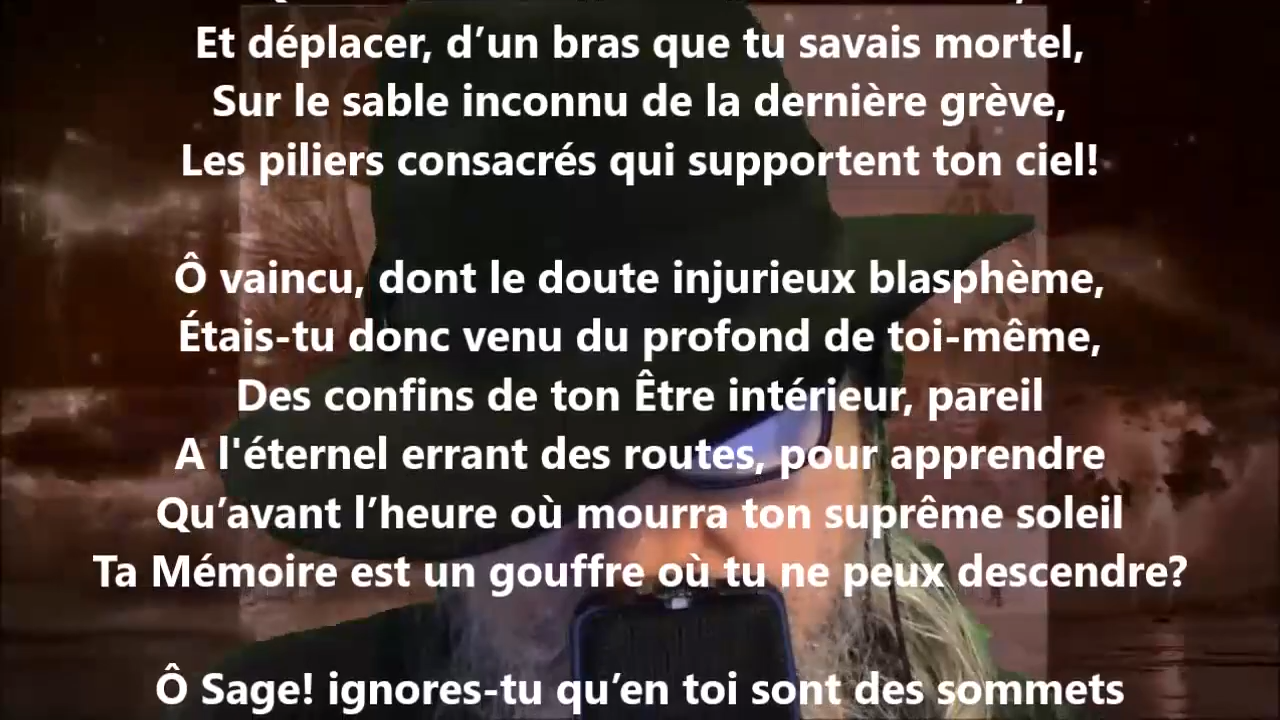 Et déplacer, d’un bras que tu savais mortel,
Sur le sable inconnu de la dernière grève,
Les piliers consacrés qui supportent ton ciel!
Ô vaincu, dont le doute injurieux blasphème,
Étais-tu donc venu du profond de toi-même,
Des confins de ton Être intérieur, pareil
A l'éternel errant des routes, pour apprendre
Qu’avant l’heure où mourra ton suprême soleil
Ta Mémoire est un gouffre où tu ne peux descendre?
Ô Sage! ignores-tu qu’en toi sont des sommets